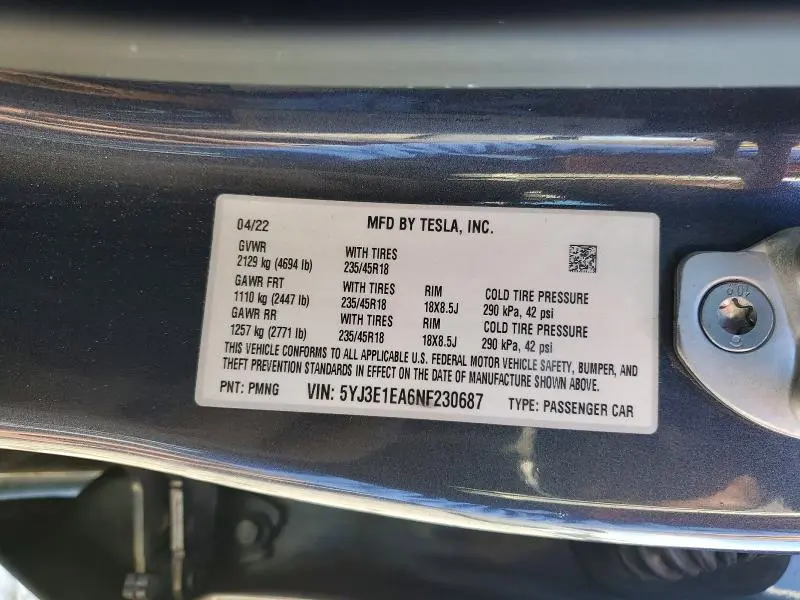 04/22 MFD BY TESLA, INC.
GVWR WITH TIRES
2129 kg (4694 lb) 235/45R18
GAWR FRT WITH TIRES RIM COLD TIRE PRESSURE
1110 kg (2447 lb) 235/45R18 18X8.5J 290 kPa, 42 psi
GAWR RR WITH TIRES RIM COLD TIRE PRESSURE
1257 kg (2771 lb) 235/45R18 18X8.5J 290 kPa, 42 psi
THIS VEHICLE CONFORMS TO ALL APPLICABLE U.S. FEDERAL MOTOR VEHICLE SAFETY, BUMPER, AND
THEFT PREVENTION STANDARDS IN EFFECT ON THE DATE OF MANUFACTURE SHOWN ABOVE.
PNT: PMNG VIN: 5YJ3E1EA6NF230687 TYPE: PASSENGER CAR